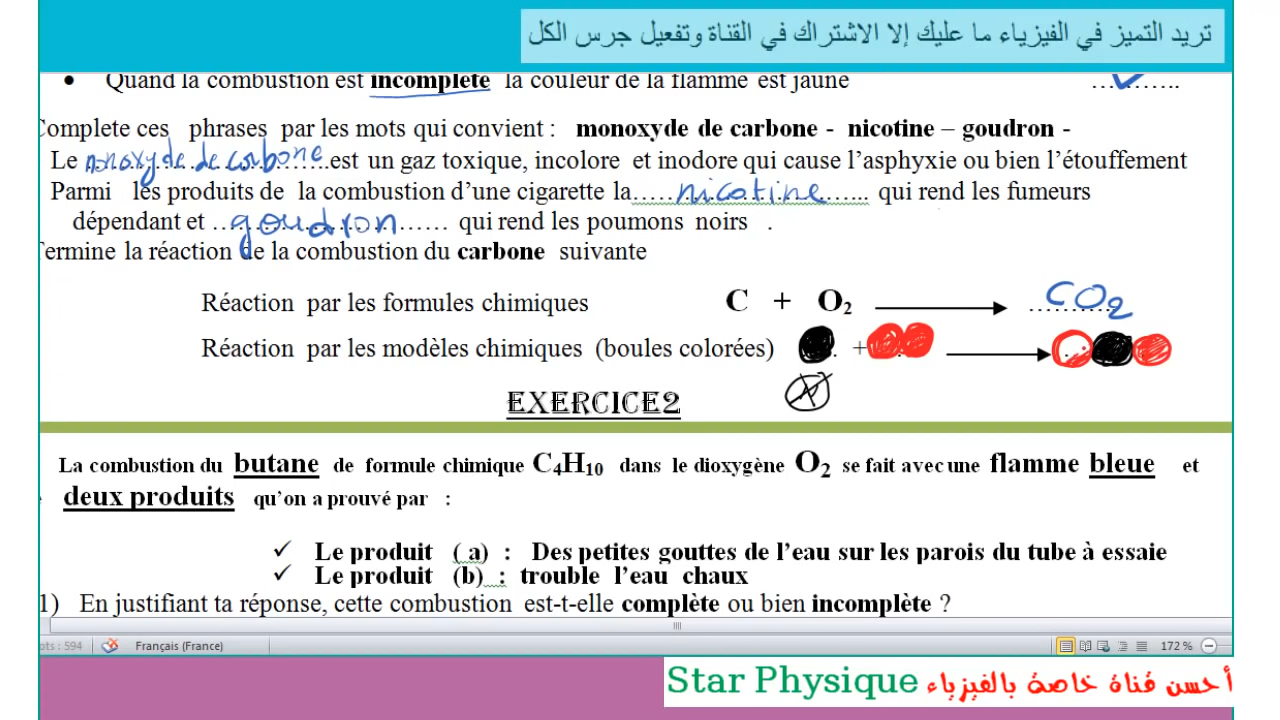 تريد التميز في الفيزياء ما عليك إلا الاشتراك في القناة وتفعيل جرس الكل
• Quand la combustion est incomplète la couleur de la flamme est jaune ………..
Complete ces phrases par les mots qui convient : monoxyde de carbone - nicotine – goudron -
Le monoxyde de carbone est un gaz toxique, incolore et inodore qui cause l’asphyxie ou bien l’étouffement
Parmi les produits de la combustion d’une cigarette la……nicotine……... qui rend les fumeurs
dépendant et …goudron…… qui rend les poumons noirs .
Termine la réaction de la combustion du carbone suivante
Réaction par les formules chimiques C + O₂ → CO₂
Réaction par les modèles chimiques (boules colorées) + →
N
EXERCICE2
La combustion du butane de formule chimique C₄H₁₀ dans le dioxygène O₂ se fait avec une flamme bleue et
deux produits qu’on a prouvé par :
✓ Le produit ( a) : Des petites gouttes de l’eau sur les parois du tube à essaie
✓ Le produit (b) : trouble l’eau chaux
1) En justifiant ta réponse, cette combustion est-t-elle complète ou bien incomplète ?
ots : 594 Français (France) 172 %
Star Physique أحسن قناة خاصة بالفيزياء